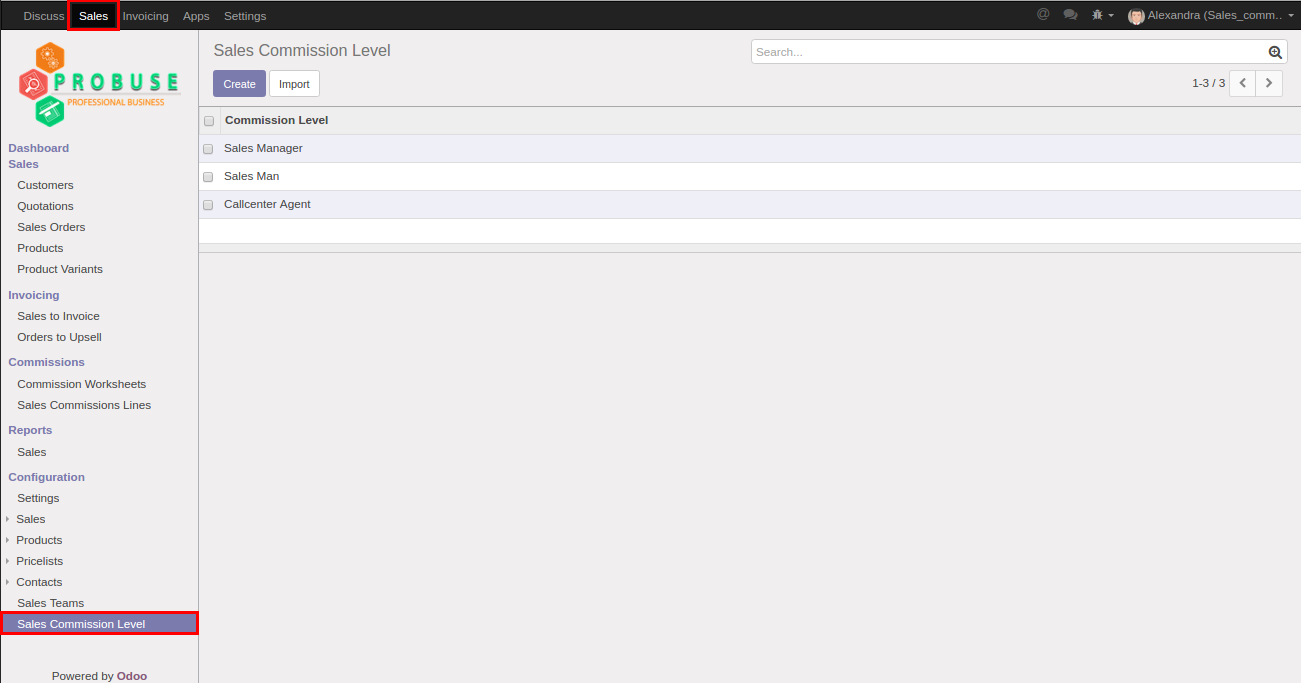 Discuss Sales Invoicing Apps Settings @ Alexandra (Sales_comm..
PROBUSE
PROFESSIONAL BUSINESS
Dashboard
Sales
Customers
Quotations
Sales Orders
Products
Product Variants
Invoicing
Sales to Invoice
Orders to Upsell
Commissions
Commission Worksheets
Sales Commissions Lines
Reports
Sales
Configuration
Settings
Sales
Products
Pricelists
Contacts
Sales Teams
Sales Commission Level
Powered by Odoo
Sales Commission Level
Search...
Create Import
1-3 / 3
Commission Level
Sales Manager
Sales Man
Callcenter Agent